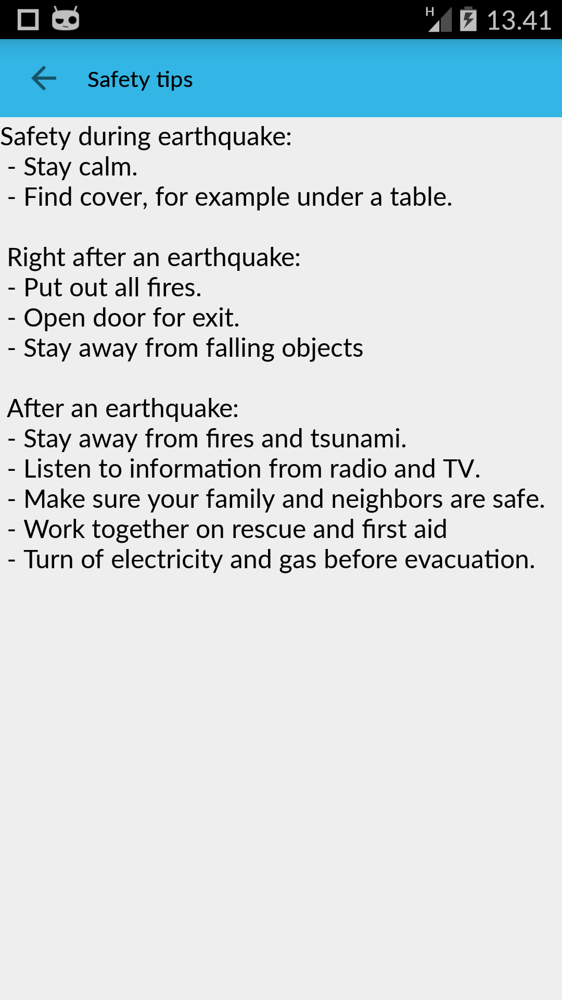 H 13.41
Safety tips
Safety during earthquake:
- Stay calm.
- Find cover, for example under a table.
Right after an earthquake:
- Put out all fires.
- Open door for exit.
- Stay away from falling objects
After an earthquake:
- Stay away from fires and tsunami.
- Listen to information from radio and TV.
- Make sure your family and neighbors are safe.
- Work together on rescue and first aid
- Turn of electricity and gas before evacuation.